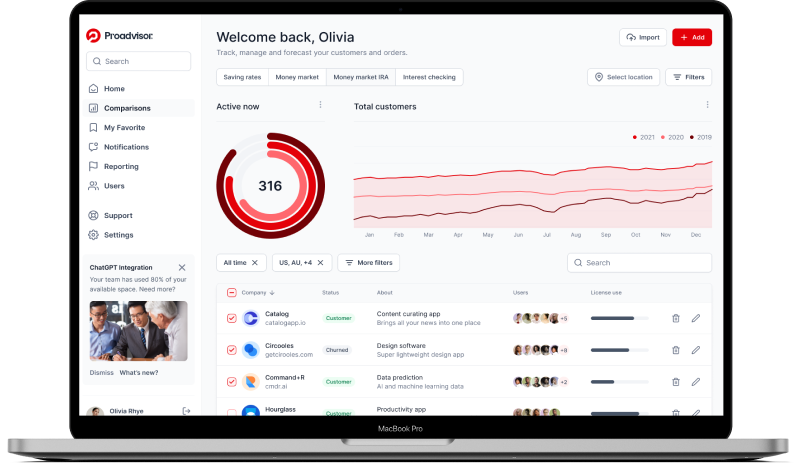 Proadvisor
Search
Home
Comparisons
My Favorite
Notifications
Reporting
Users
Support
Settings
ChatGPT Integration
Your team has used 80% of your
available space. Need more?
Dismiss What's new?
Olivia Rhye
Welcome back, Olivia
Track, manage and forecast your customers and orders.
Import
+ Add
Saving rates Money market Money market IRA Interest checking
Select location
Filters
Active now
316
Total customers
2021 2020 2019
Jan Feb Mar Apr May Jun Jul Aug Sep Oct Nov Dec
All time
US, AU, +4
More filters
Search
Company Status About Users License use
Catalog Customer Content curating app +5
catalogapp.io Brings all your news into one place
Circooles Churned Design software +8
getcirooles.com Super lightweight design app
Command+R Customer Data prediction +2
cmdr.ai AI and machine learning data
Hourglass Customer Productivity app
MacBook Pro